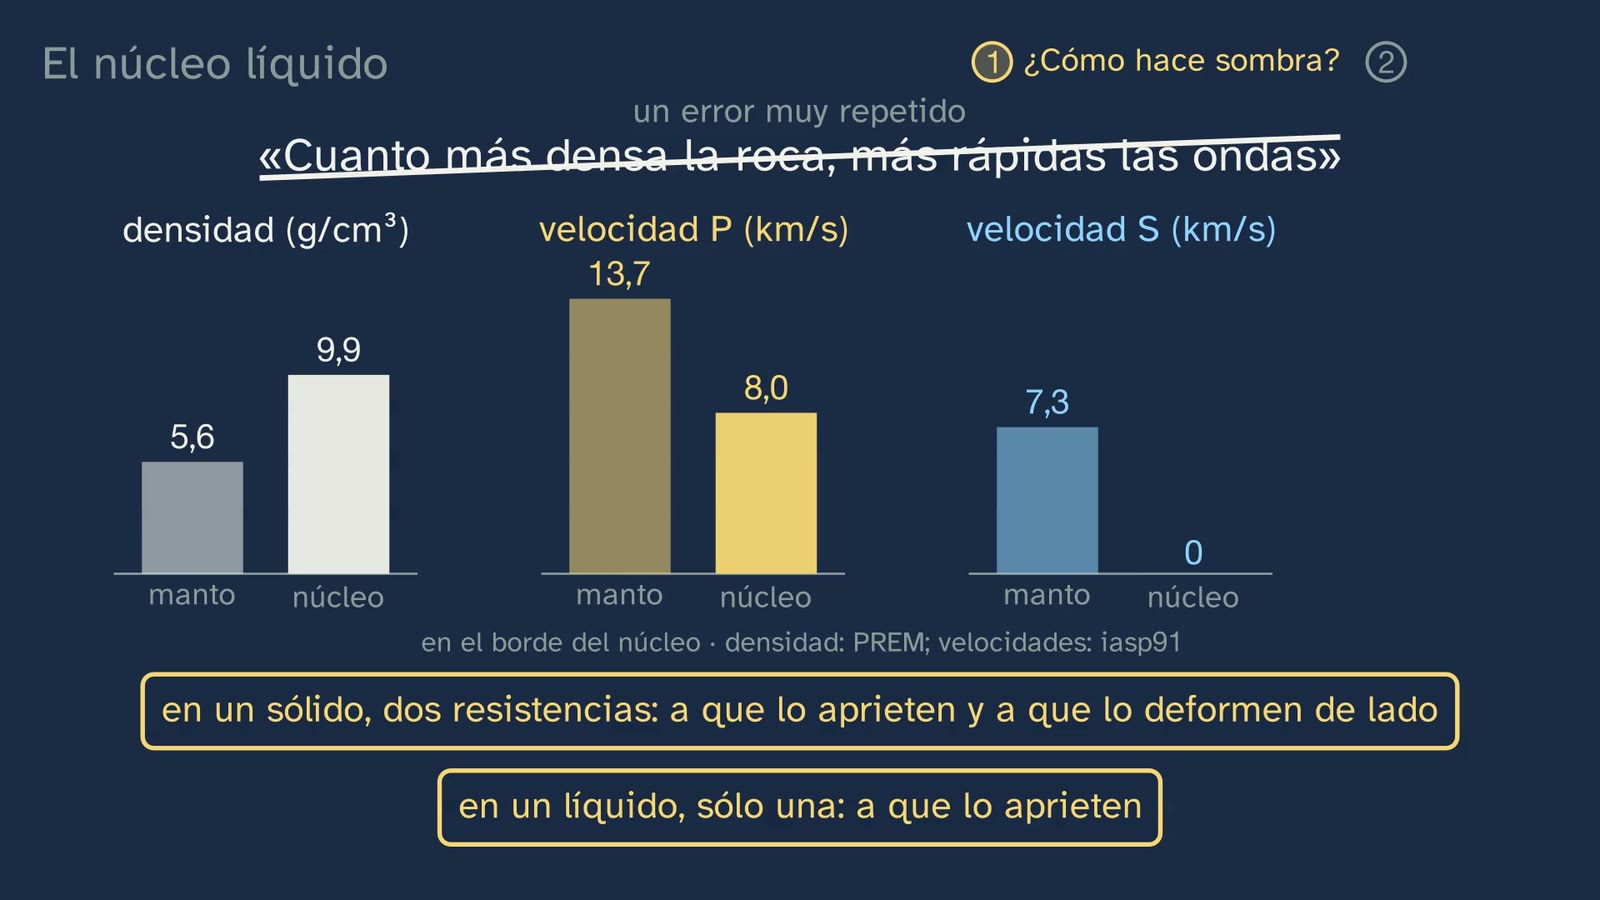 El núcleo líquido
1 ¿Cómo hace sombra? 2
un error muy repetido
«Cuanto más densa la roca, más rápidas las ondas»
densidad (g/cm³)
velocidad P (km/s)
velocidad S (km/s)
5,6
9,9
13,7
8,0
7,3
0
manto
núcleo
manto
núcleo
manto
núcleo
en el borde del núcleo · densidad: PREM; velocidades: iasp91
en un sólido, dos resistencias: a que lo aprieten y a que lo deformen de lado
en un líquido, sólo una: a que lo aprieten